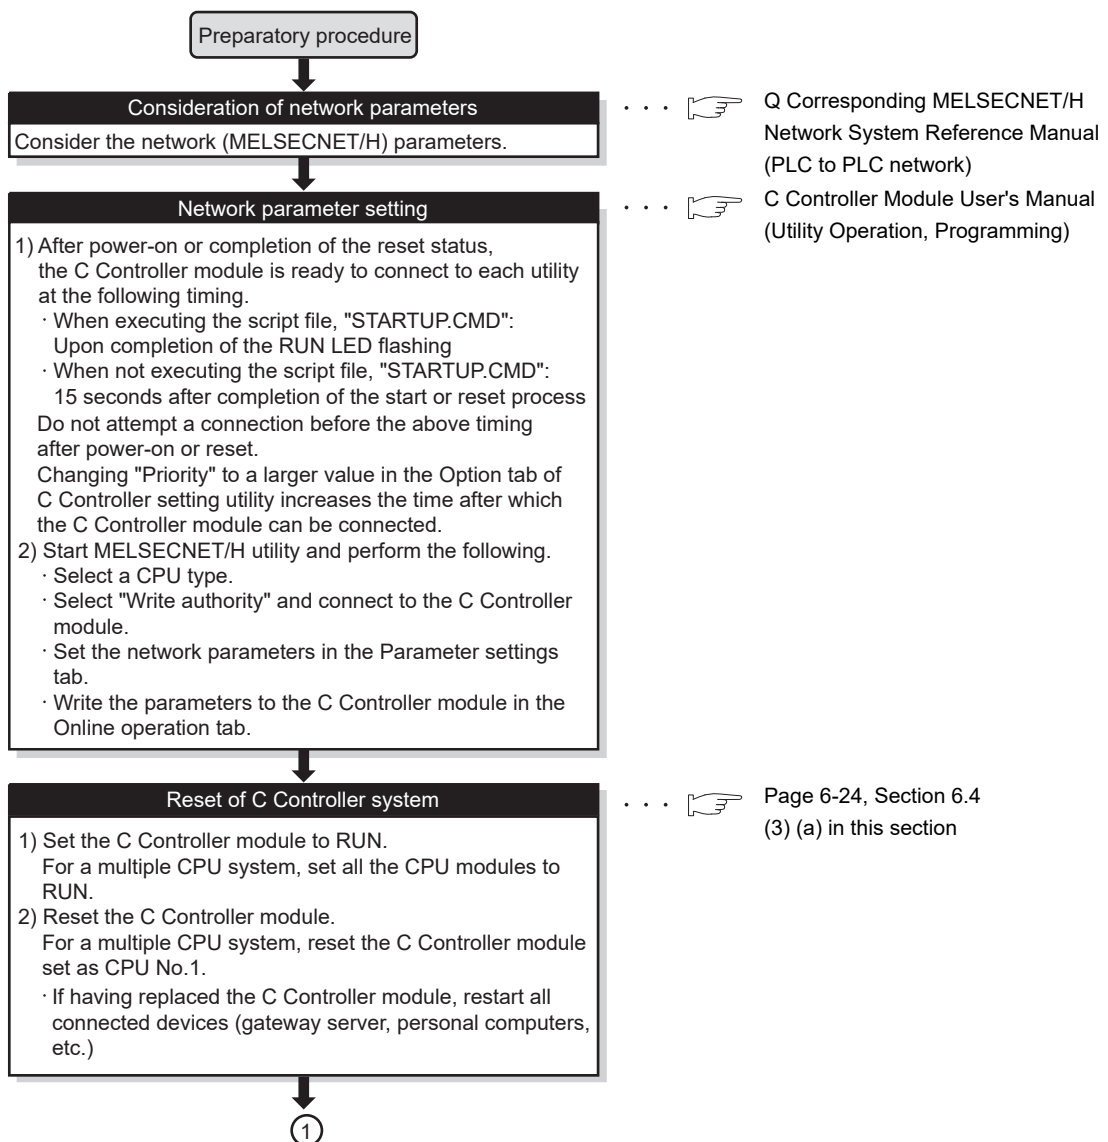 Preparatory procedure
Consideration of network parameters
Consider the network (MELSECNET/H) parameters.
· · ·
Q Corresponding MELSECNET/H
Network System Reference Manual
(PLC to PLC network)
Network parameter setting
· · ·
C Controller Module User's Manual
(Utility Operation, Programming)
1) After power-on or completion of the reset status,
the C Controller module is ready to connect to each utility
at the following timing.
· When executing the script file, "STARTUP.CMD":
Upon completion of the RUN LED flashing
· When not executing the script file, "STARTUP.CMD":
15 seconds after completion of the start or reset process
Do not attempt a connection before the above timing
after power-on or reset.
Changing "Priority" to a larger value in the Option tab of
C Controller setting utility increases the time after which
the C Controller module can be connected.
2) Start MELSECNET/H utility and perform the following.
· Select a CPU type.
· Select "Write authority" and connect to the C Controller
module.
· Set the network parameters in the Parameter settings
tab.
· Write the parameters to the C Controller module in the
Online operation tab.
Reset of C Controller system
· · ·
Page 6-24, Section 6.4
(3) (a) in this section
1) Set the C Controller module to RUN.
For a multiple CPU system, set all the CPU modules to
RUN.
2) Reset the C Controller module.
For a multiple CPU system, reset the C Controller module
set as CPU No.1.
· If having replaced the C Controller module, restart all
connected devices (gateway server, personal computers,
etc.)
1